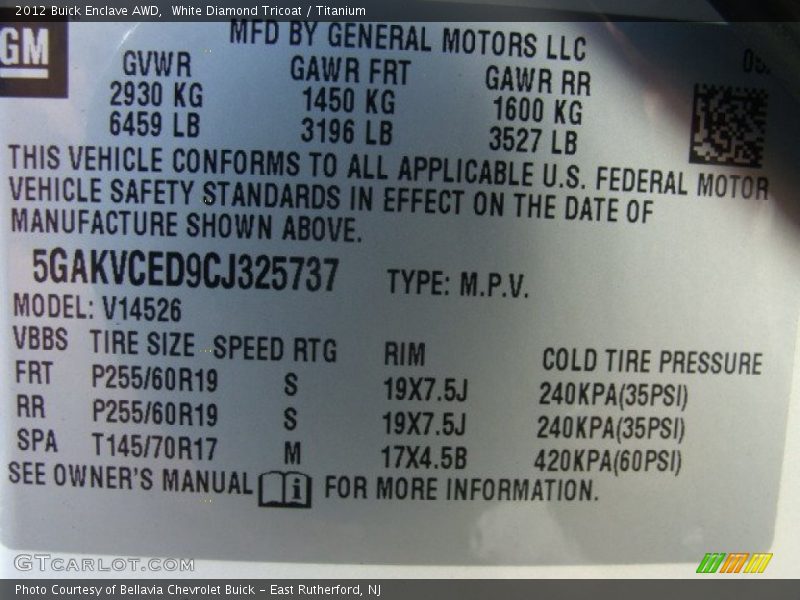 2012 Buick Enclave AWD,  White Diamond Tricoat / Titanium
GM
MFD BY GENERAL MOTORS LLC
GVWR GAWR FRT GAWR RR
2930 KG 1450 KG 1600 KG
6459 LB 3196 LB 3527 LB
THIS VEHICLE CONFORMS TO ALL APPLICABLE U.S. FEDERAL MOTOR
VEHICLE SAFETY STANDARDS IN EFFECT ON THE DATE OF
MANUFACTURE SHOWN ABOVE.
5GAKVCED9CJ325737 TYPE: M.P.V.
MODEL: V14526
VBBS TIRE SIZE SPEED RTG RIM COLD TIRE PRESSURE
FRT P255/60R19 S 19X7.5J 240KPA(35PSI)
RR P255/60R19 S 19X7.5J 240KPA(35PSI)
SPA T145/70R17 M 17X4.5B 420KPA(60PSI)
SEE OWNER'S MANUAL i FOR MORE INFORMATION.
GTCARLOT.COM
Photo Courtesy of Bellavia Chevrolet Buick - East Rutherford, NJ